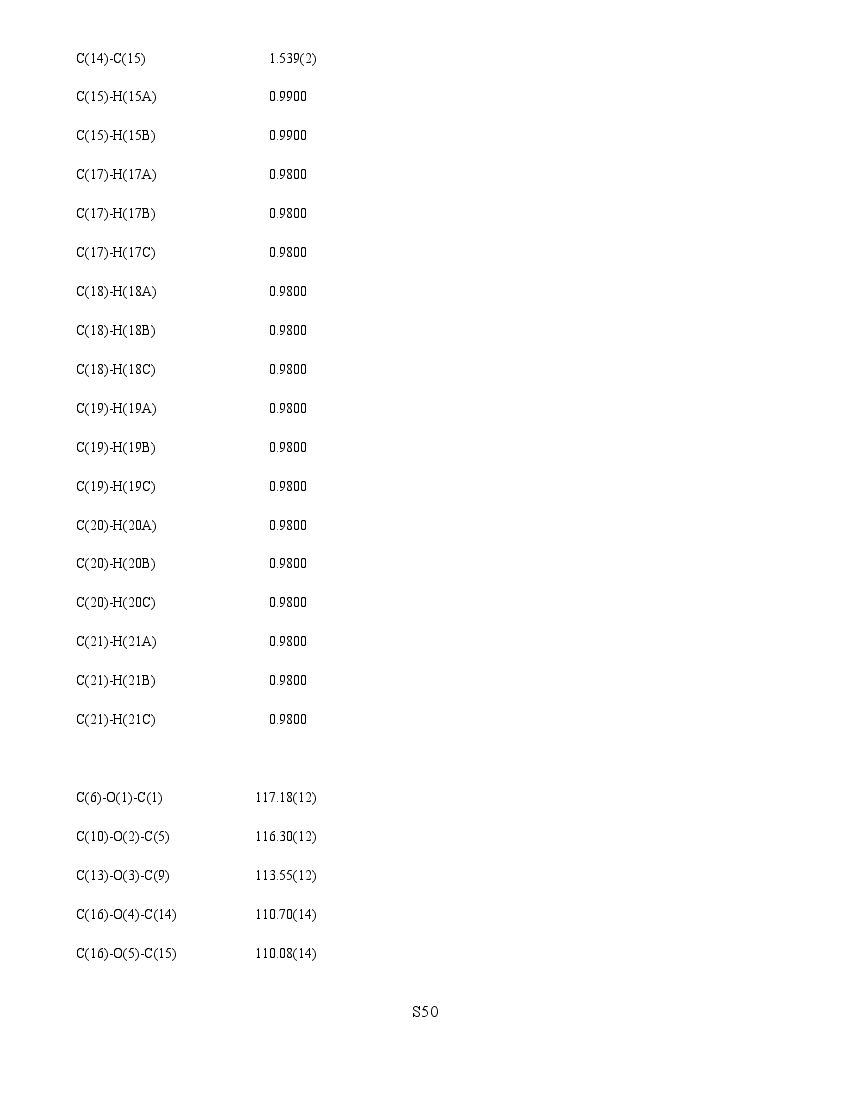 C(14)-C(15) 1.539(2)
C(15)-H(15A) 0.9900
C(15)-H(15B) 0.9900
C(17)-H(17A) 0.9800
C(17)-H(17B) 0.9800
C(17)-H(17C) 0.9800
C(18)-H(18A) 0.9800
C(18)-H(18B) 0.9800
C(18)-H(18C) 0.9800
C(19)-H(19A) 0.9800
C(19)-H(19B) 0.9800
C(19)-H(19C) 0.9800
C(20)-H(20A) 0.9800
C(20)-H(20B) 0.9800
C(20)-H(20C) 0.9800
C(21)-H(21A) 0.9800
C(21)-H(21B) 0.9800
C(21)-H(21C) 0.9800
C(6)-O(1)-C(1) 117.18(12)
C(10)-O(2)-C(5) 116.30(12)
C(13)-O(3)-C(9) 113.55(12)
C(16)-O(4)-C(14) 110.70(14)
C(16)-O(5)-C(15) 110.08(14)
S50